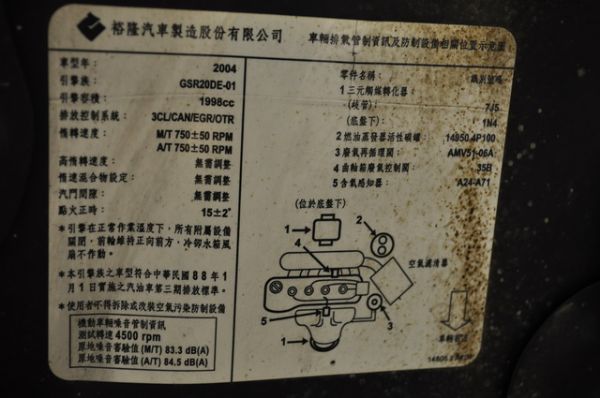 裕隆汽車製造股份有限公司
車輛排氣管制資訊及防制設備相關位置示意圖
車型年: 2004
引擎族: GSR20DE-01
引擎容積: 1998cc
排放控制系統: 3CL/CAN/EGR/OTR
惰轉速度: M/T 750±50 RPM
A/T 750±50 RPM
高惰轉速度: 無需調整
惰速混合物設定: 無需調整
汽門間隙: 無需調整
點火正時: 15±2°
*引擎在正常作業溫度下,所有附屬設備
關閉,前輪維持正向前方,冷卻水箱風
扇不作動。
*本引擎族之車型符合中華民國88年1
月1日實施之汽油車第三期排放標準。
*使用者不得拆除或改裝空氣污染防制設備
機動車輛噪音管制資訊
測試轉速 4500 rpm
原地噪音審驗值 (M/T) 83.3 dB(A)
原地噪音審驗值 (A/T) 84.5 dB(A)
零件名稱: 識別號碼
1 三元觸媒轉化器:
(歧管): 7J5
(底盤下): 1N4
2 燃油蒸發器活性碳罐: 14950 4P100
3 廢氣再循環閥: AMV51-06A
4 曲軸箱廢氣控制閥: 35B
5 含氧感知器: A24-A71
(位於底盤下)
1
2
4
空氣濾清器
5
1
3
車輛前方